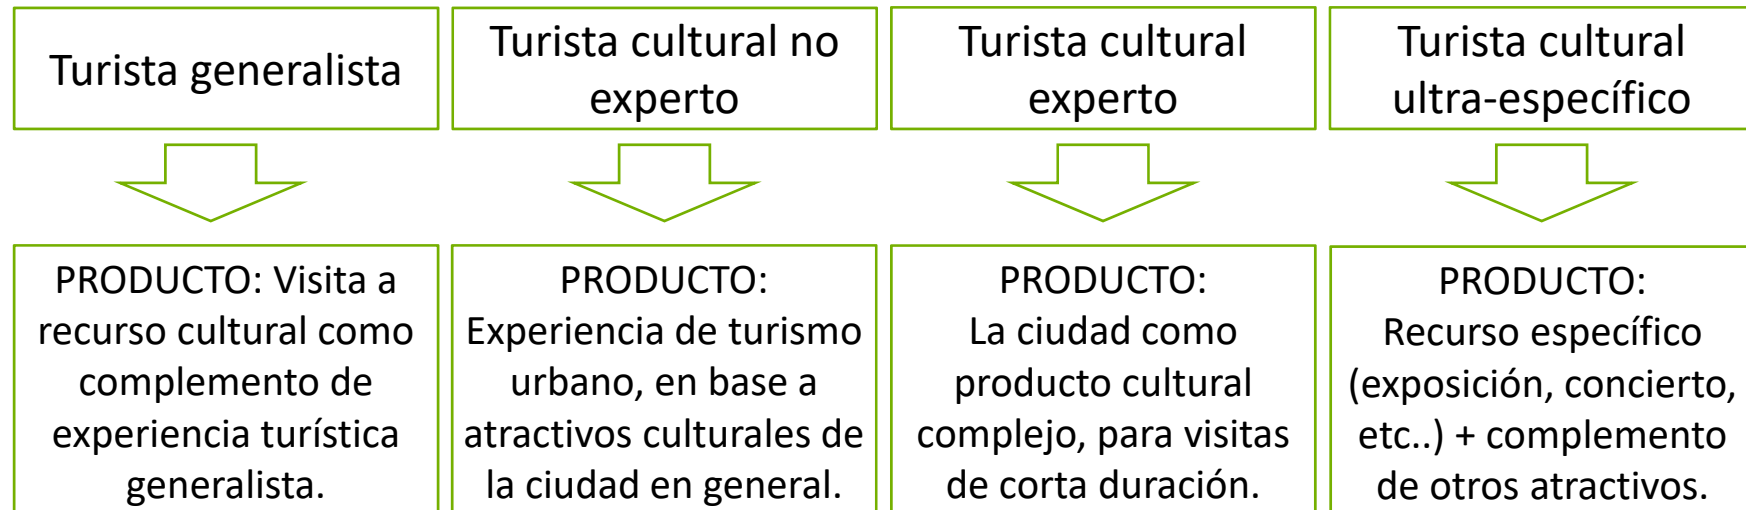 Turista generalista
Turista cultural no
experto
Turista cultural
experto
Turista cultural
ultra-específico
PRODUCTO: Visita a
recurso cultural como
complemento de
experiencia turística
generalista.
PRODUCTO:
Experiencia de turismo
urbano, en base a
atractivos culturales de
la ciudad en general.
PRODUCTO:
La ciudad como
producto cultural
complejo, para visitas
de corta duración.
PRODUCTO:
Recurso específico
(exposición, concierto,
etc..) + complemento
de otros atractivos.